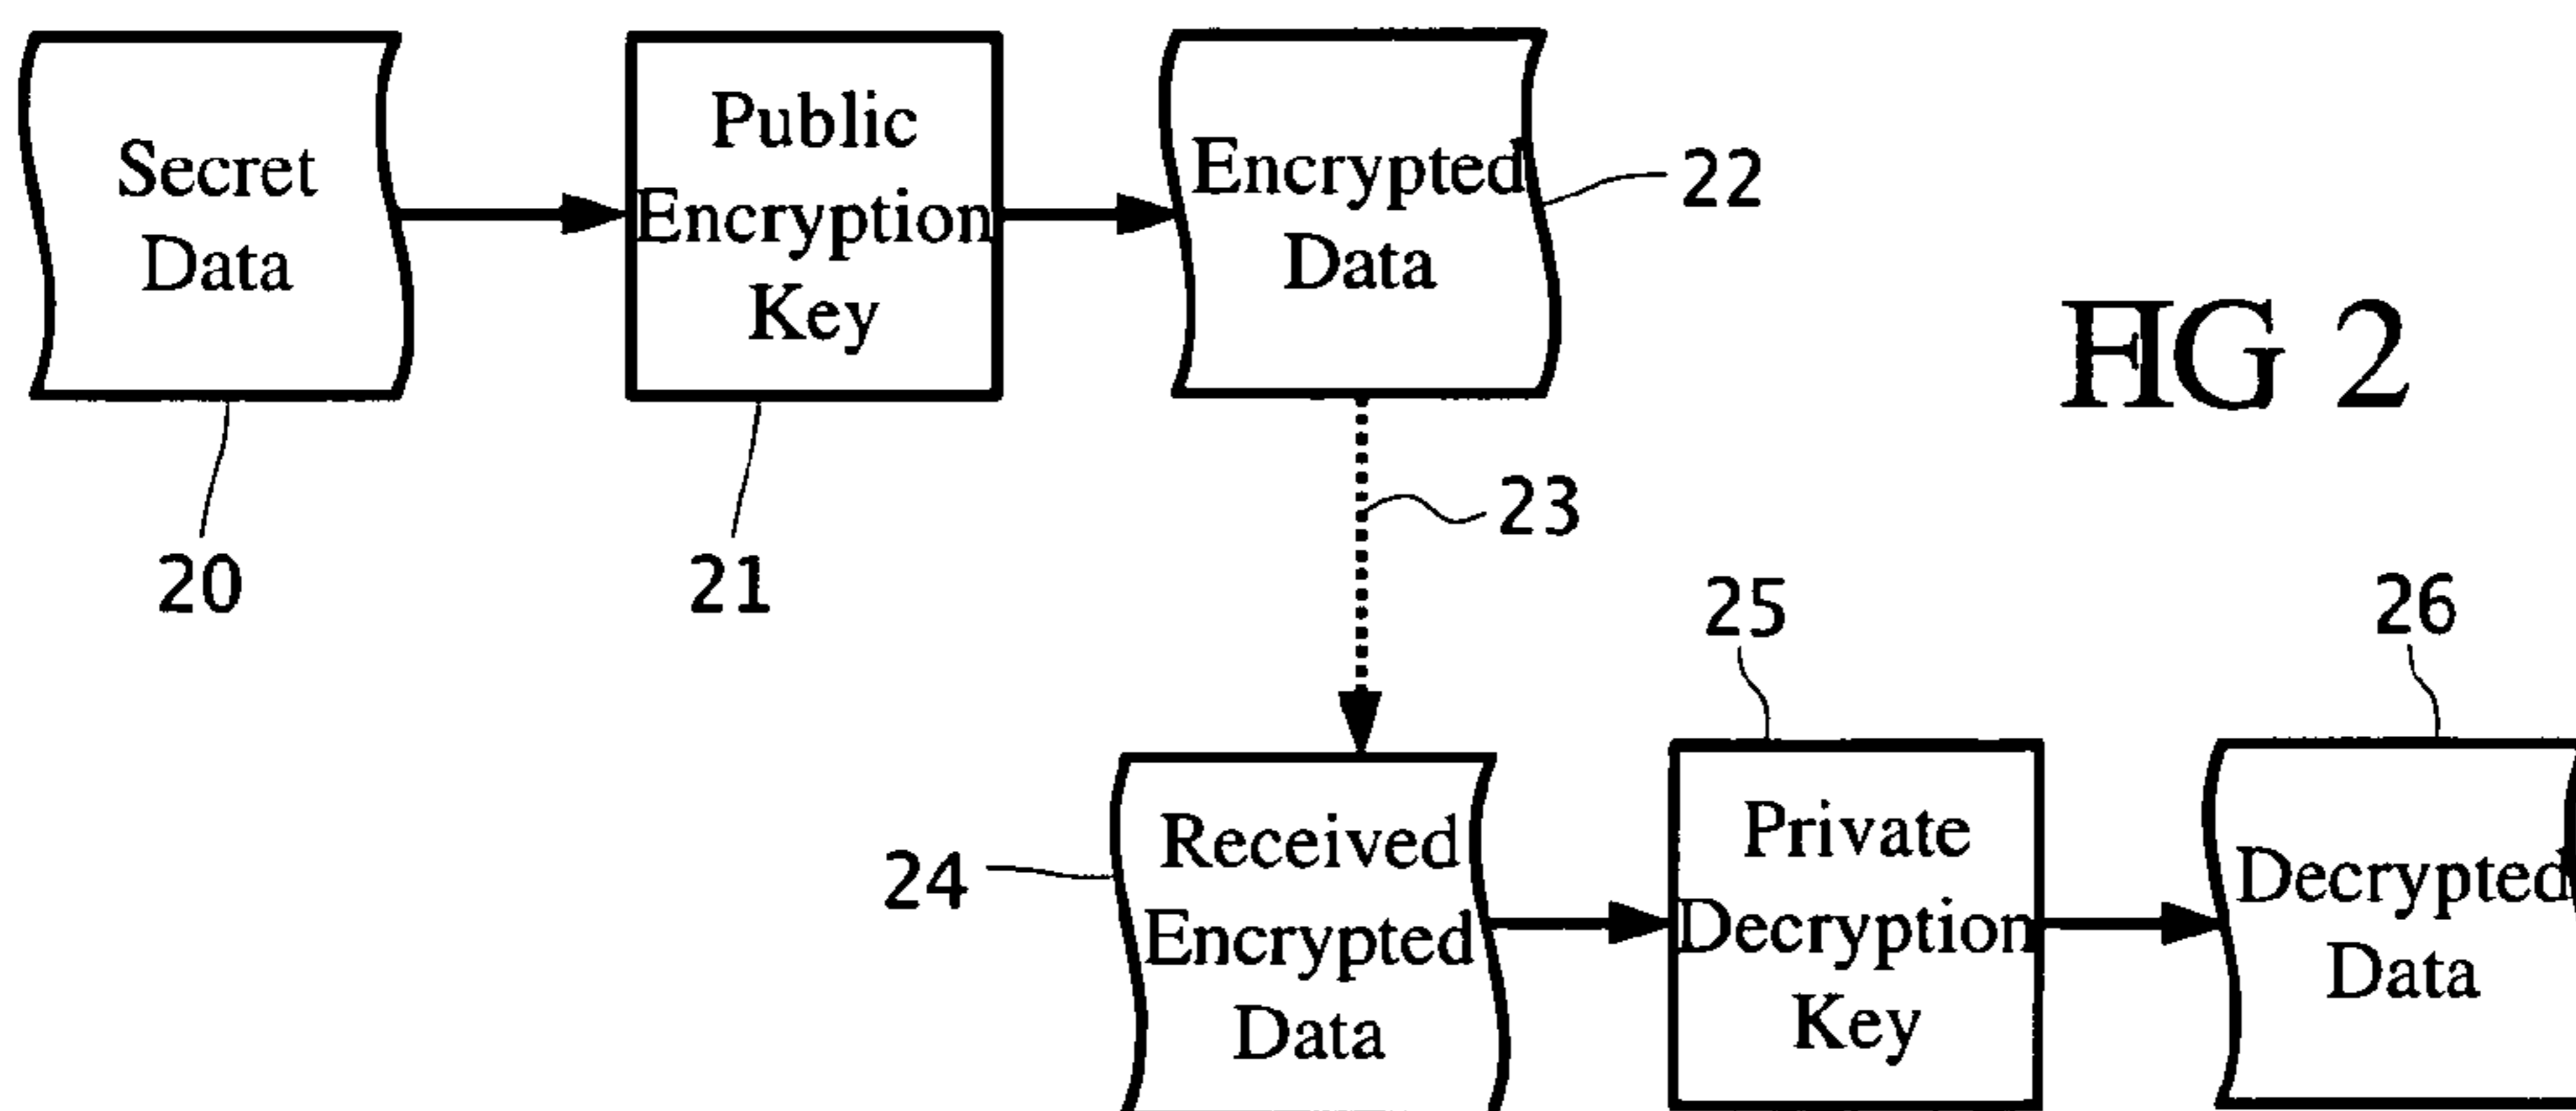 Secret
Data
Public
Encryption
Key
Encrypted
Data
22
FIG 2
23
20
21
25
26
24
Received
Encrypted
Data
Private
Decryption
Key
Decrypted
Data